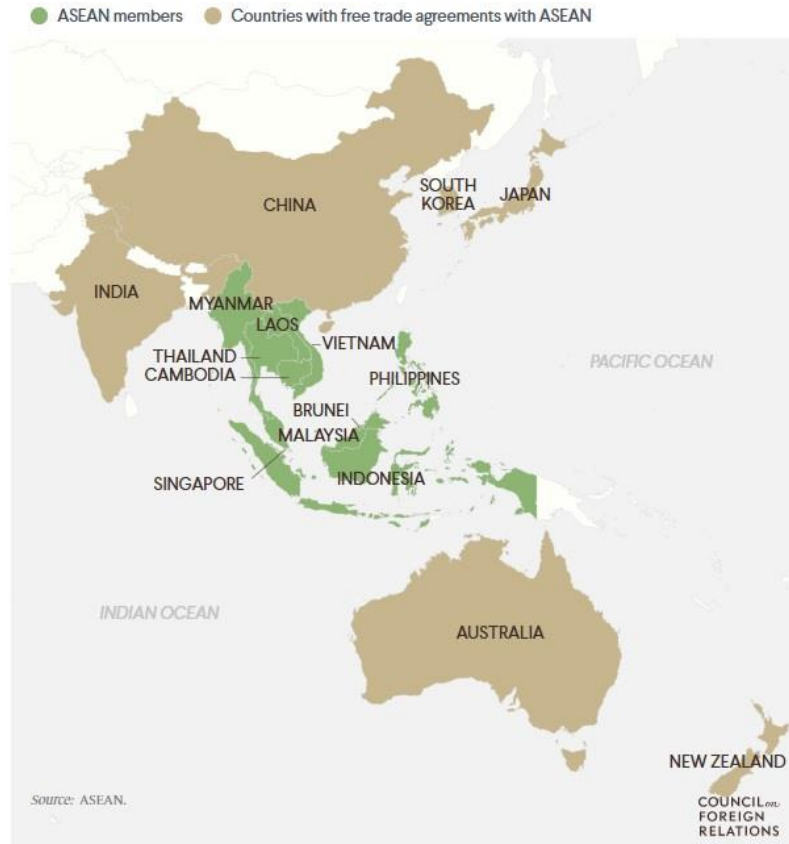 ASEAN members
Countries with free trade agreements with ASEAN
CHINA
SOUTH
KOREA
JAPAN
INDIA
MYANMAR
LAOS
VIETNAM
THAILAND
CAMBODIA
PHILIPPINES
PACIFIC OCEAN
BRUNEI
MALAYSIA
SINGAPORE
INDONESIA
INDIAN OCEAN
AUSTRALIA
NEW ZEALAND
Source: ASEAN.
COUNCIL on
FOREIGN
RELATIONS